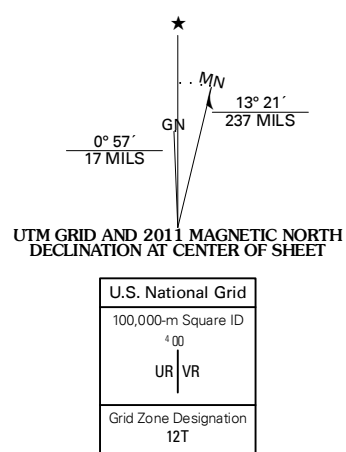 ★
MN
GN
13° 21´
237 MILS
0° 57´
17 MILS
UTM GRID AND 2011 MAGNETIC NORTH
DECLINATION AT CENTER OF SHEET
U.S. National Grid
100,000-m Square ID
⁴00
UR VR
Grid Zone Designation
12T